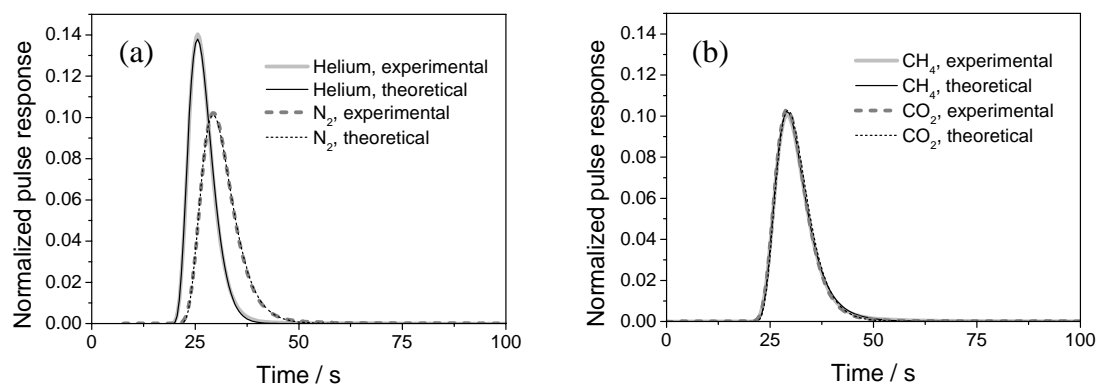 (a)
Normalized pulse response
0.14
0.12
0.10
0.08
0.06
0.04
0.02
0.00
Helium, experimental
Helium, theoretical
N2, experimental
N2, theoretical
0 25 50 75 100
Time / s
(b)
Normalized pulse response
0.14
0.12
0.10
0.08
0.06
0.04
0.02
0.00
CH4, experimental
CH4, theoretical
CO2, experimental
CO2, theoretical
0 25 50 75 100
Time / s